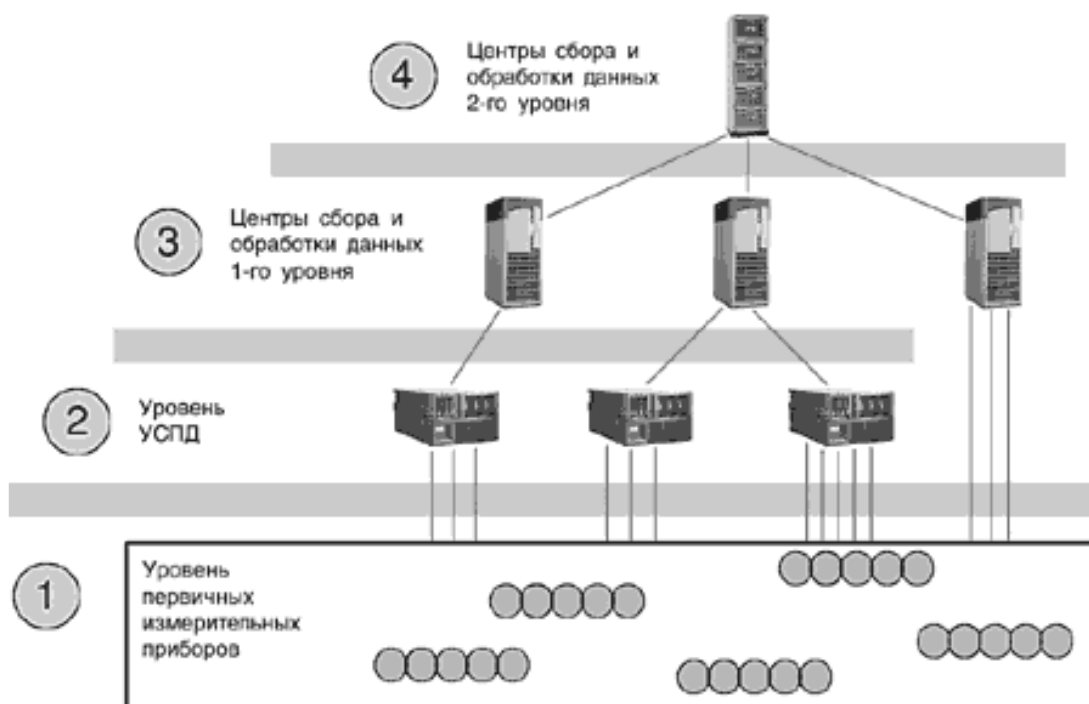 4
Центры сбора и
обработки данных
2-го уровня
3
Центры сбора и
обработки данных
1-го уровня
2
Уровень
УСПД
1
Уровень
первичных
измерительных
приборов